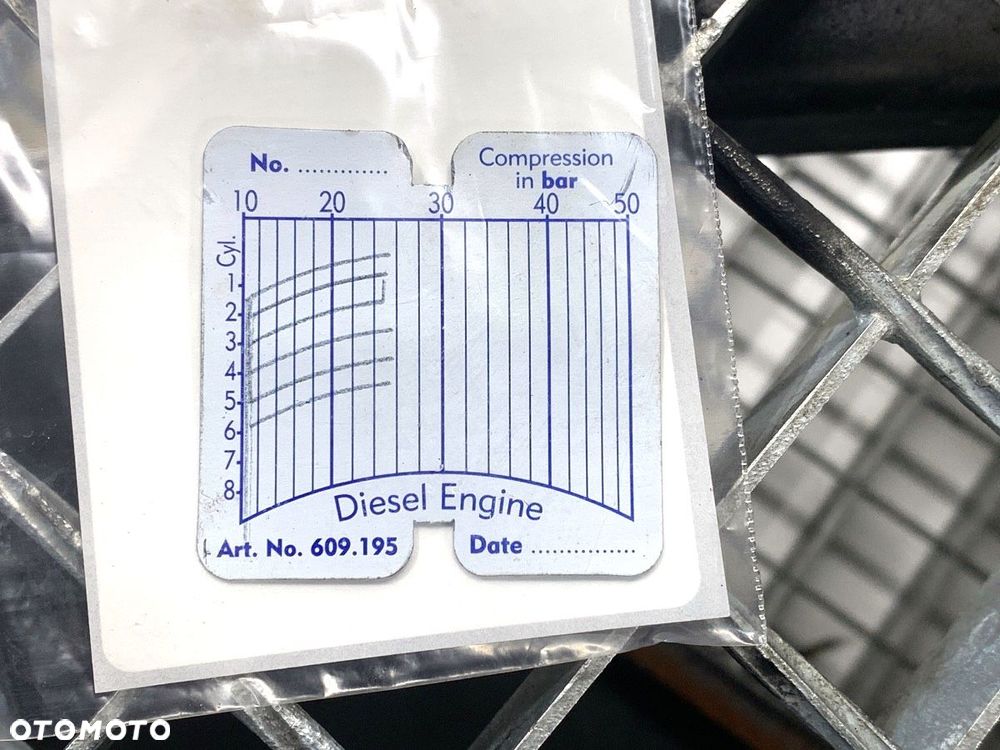 No. .............
Compression
in bar
10 20 30 40 50
Cyl.
1
2
3
4
5
6
7
8
Diesel Engine
Art. No. 609.195
Date ...............
OTOMOTO